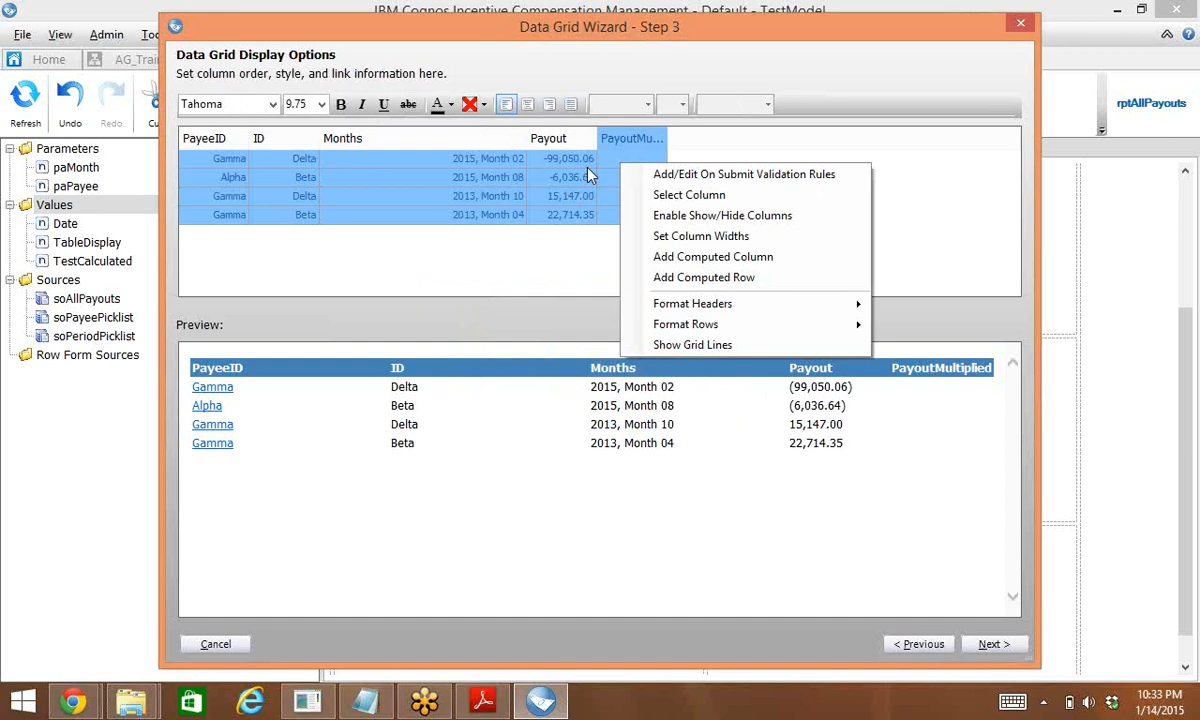 IBM Cognos Incentive Compensation Management - Default - TestModel
File View Admin
Data Grid Wizard - Step 3
Home AG_Trai
Data Grid Display Options
Set column order, style, and link information here.
Refresh Undo Redo
Tahoma 9.75 B I U abc A
rptAllPayouts
Parameters
paMonth
paPayee
Values
Date
TableDisplay
TestCalculated
Sources
soAllPayouts
soPayeePicklist
soPeriodPicklist
Row Form Sources
PayeeID ID Months Payout PayoutMu...
Gamma Delta 2015, Month 02 -99,050.06
Alpha Beta 2015, Month 08 -6,036.6
Gamma Delta 2013, Month 10 15,147.00
Gamma Beta 2013, Month 04 22,714.35
Add/Edit On Submit Validation Rules
Select Column
Enable Show/Hide Columns
Set Column Widths
Add Computed Column
Add Computed Row
Format Headers
Format Rows
Show Grid Lines
Preview:
PayeeID ID Months Payout PayoutMultiplied
Gamma Delta 2015, Month 02 (99,050.06)
Alpha Beta 2015, Month 08 (6,036.64)
Gamma Delta 2013, Month 10 15,147.00
Gamma Beta 2013, Month 04 22,714.35
Cancel < Previous Next >
10:33 PM
1/14/2015